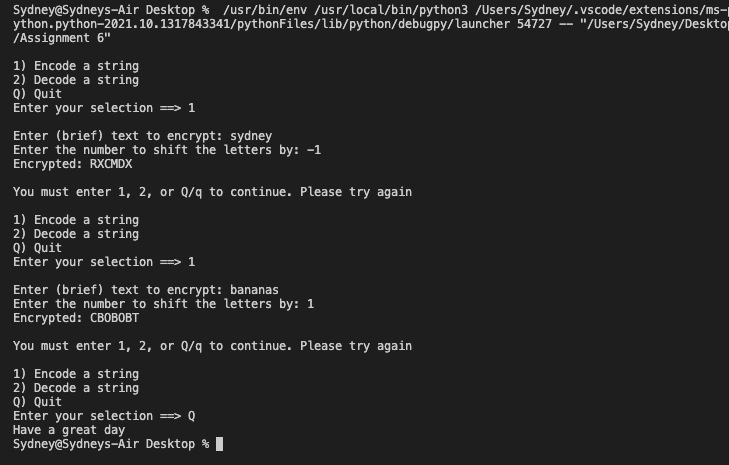 Sydney@Sydneys-Air Desktop %  /usr/bin/env /usr/local/bin/python3 /Users/Sydney/.vscode/extensions/ms-p
ython.python-2021.10.1317843341/pythonFiles/lib/python/debugpy/launcher 54727 -- "/Users/Sydney/Desktop
/Assignment 6"
1) Encode a string
2) Decode a string
Q) Quit
Enter your selection ==> 1
Enter (brief) text to encrypt: sydney
Enter the number to shift the letters by: -1
Encrypted: RXCMDX
You must enter 1, 2, or Q/q to continue. Please try again
1) Encode a string
2) Decode a string
Q) Quit
Enter your selection ==> 1
Enter (brief) text to encrypt: bananas
Enter the number to shift the letters by: 1
Encrypted: CBOBOBT
You must enter 1, 2, or Q/q to continue. Please try again
1) Encode a string
2) Decode a string
Q) Quit
Enter your selection ==> Q
Have a great day
Sydney@Sydneys-Air Desktop %